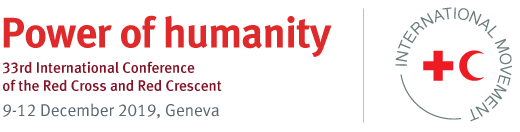 Power of humanity
33rd International Conference
of the Red Cross and Red Crescent
9-12 December 2019, Geneva
INTERNATIONAL MOVEMENT